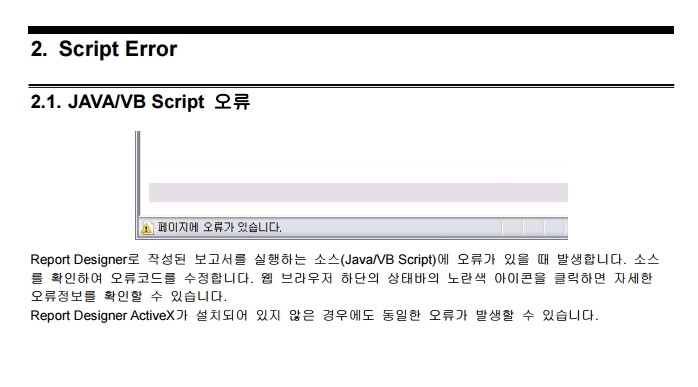 2. Script Error
2.1. JAVA/VB Script 오류
페이지에 오류가 있습니다.
Report Designer로 작성된 보고서를 실행하는 소스(Java/VB Script)에 오류가 있을 때 발생합니다. 소스
를 확인하여 오류코드를 수정합니다. 웹 브라우저 하단의 상태바의 노란색 아이콘을 클릭하면 자세한
오류정보를 확인할 수 있습니다.
Report Designer ActiveX가 설치되어 있지 않은 경우에도 동일한 오류가 발생할 수 있습니다.